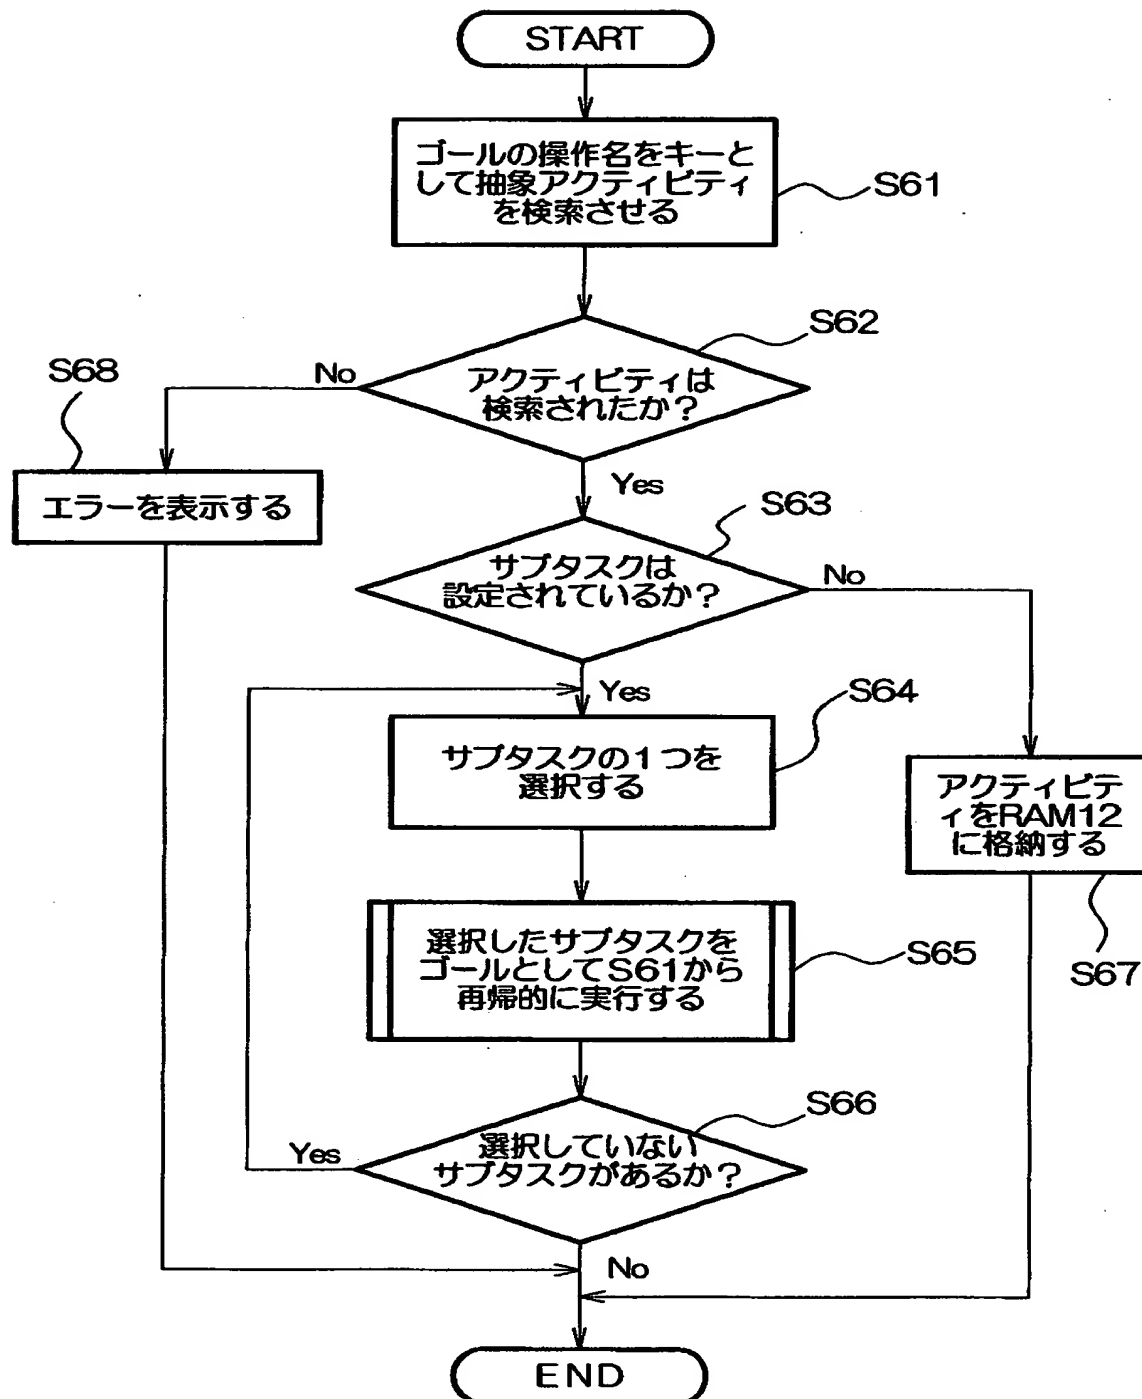 START
ゴールの操作名をキーと
して抽象アクティビティ
を検索させる
S61
S62
アクティビティは
検索されたか？
No
S68
エラーを表示する
Yes
S63
サブタスクは
設定されているか？
No
Yes
S64
サブタスクの１つを
選択する
アクティビテ
ィをRAM12
に格納する
S67
選択したサブタスクを
ゴールとしてS61から
再帰的に実行する
S65
S66
選択していない
サブタスクがあるか？
Yes
No
END